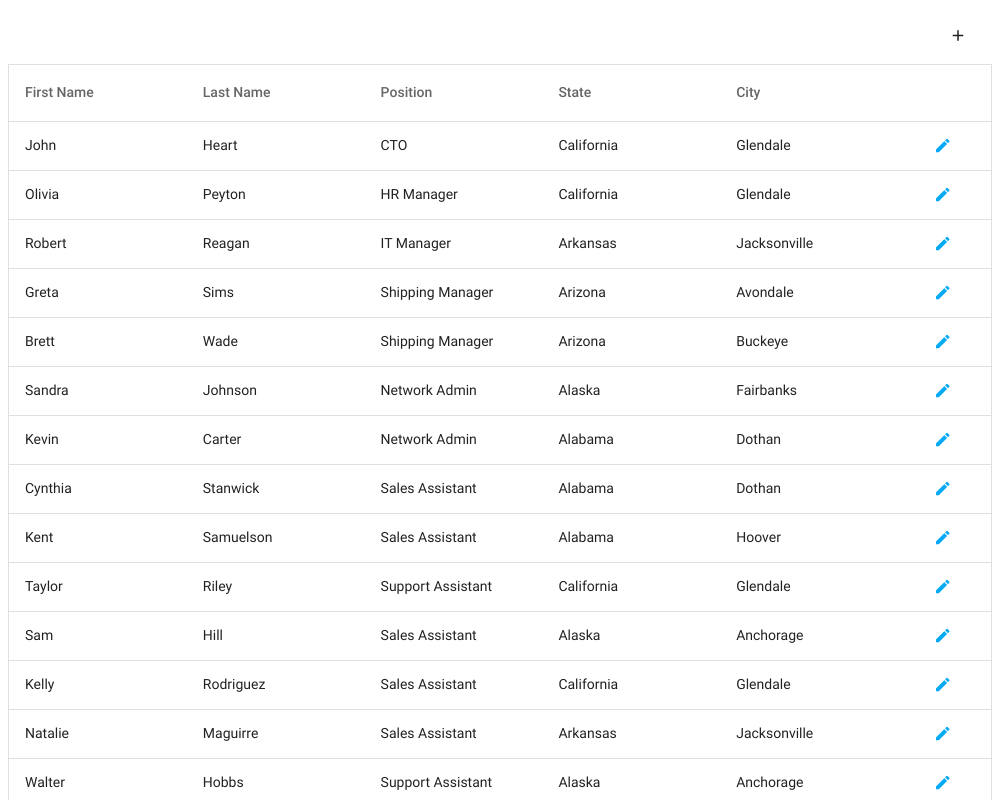 First Name Last Name Position State City
John Heart CTO California Glendale
Olivia Peyton HR Manager California Glendale
Robert Reagan IT Manager Arkansas Jacksonville
Greta Sims Shipping Manager Arizona Avondale
Brett Wade Shipping Manager Arizona Buckeye
Sandra Johnson Network Admin Alaska Fairbanks
Kevin Carter Network Admin Alabama Dothan
Cynthia Stanwick Sales Assistant Alabama Dothan
Kent Samuelson Sales Assistant Alabama Hoover
Taylor Riley Support Assistant California Glendale
Sam Hill Sales Assistant Alaska Anchorage
Kelly Rodriguez Sales Assistant California Glendale
Natalie Maguirre Sales Assistant Arkansas Jacksonville
Walter Hobbs Support Assistant Alaska Anchorage